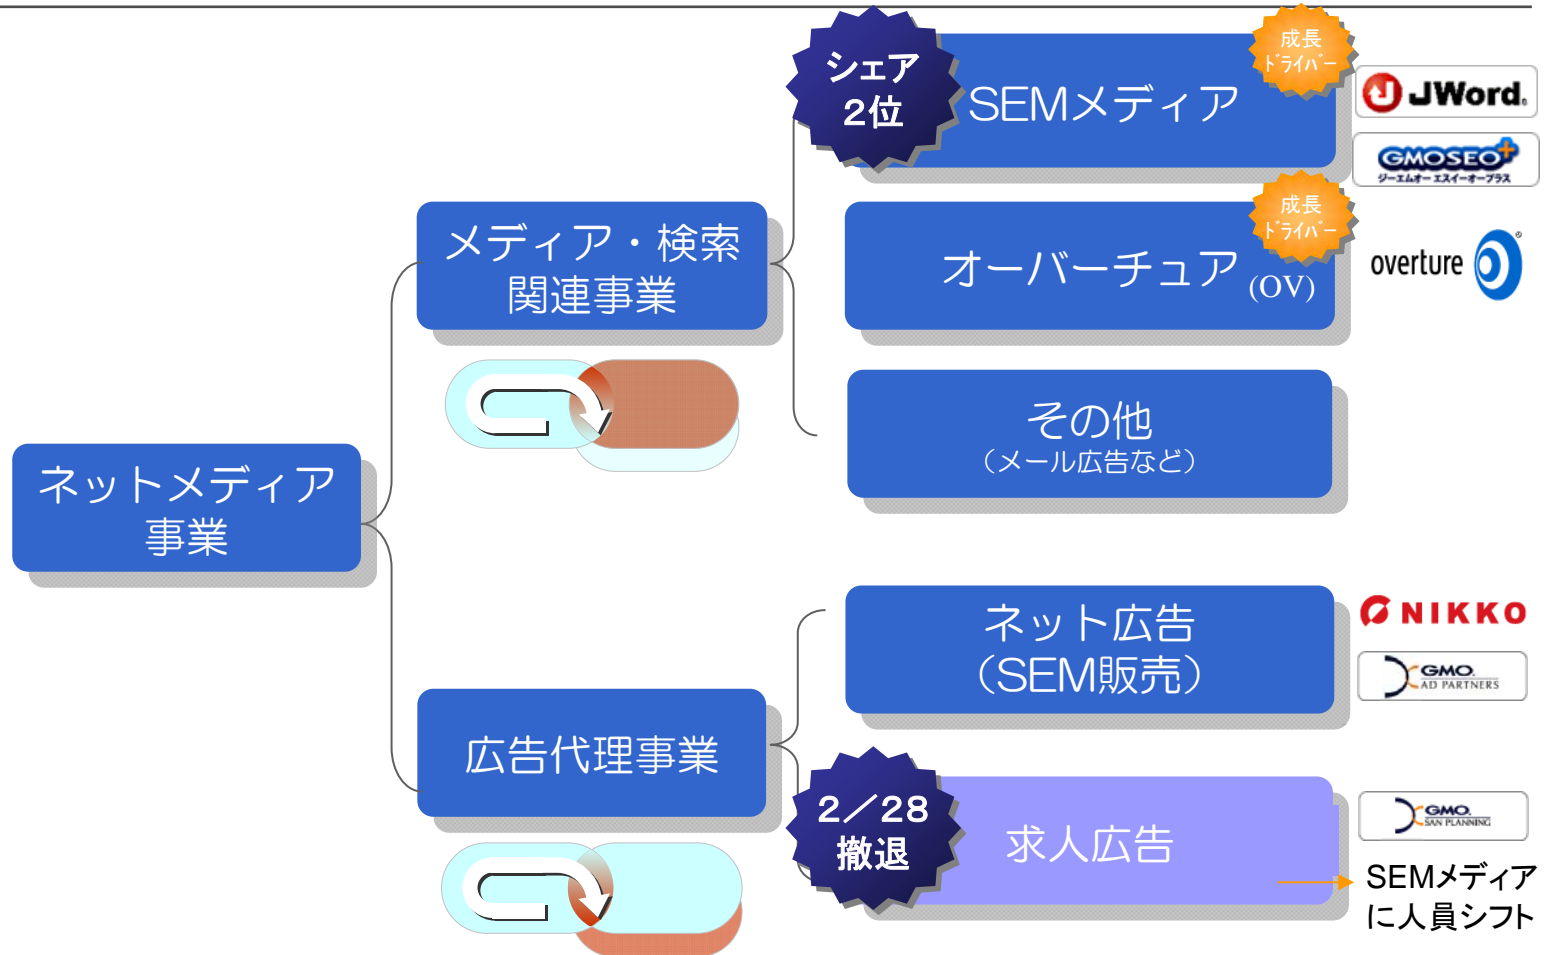 シェア
2位
SEMメディア
成長
ドライバー
JWord.
GMOSEO+
ジーエムオー エスイーオープラス
メディア・検索
関連事業
オーバーチュア
(OV)
成長
ドライバー
overture
その他
（メール広告など）
ネットメディア
事業
ネット広告
（SEM販売）
NIKKO
GMO.
AD PARTNERS
広告代理事業
2／28
撤退
求人広告
GMO.
SAN PLANNING
SEMメディア
に人員シフト